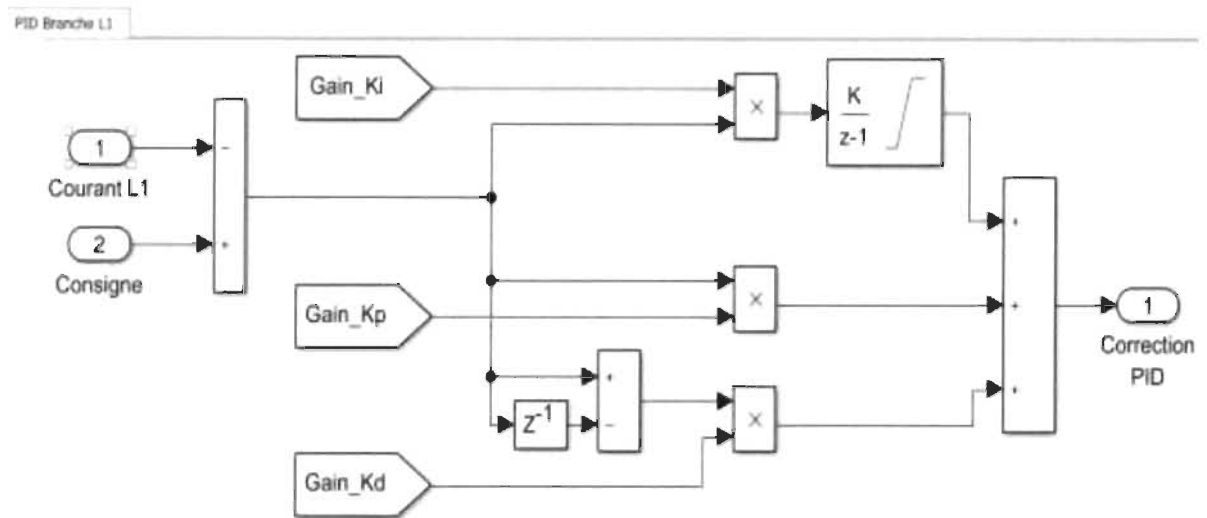 PID Branche L1
Gain_Ki
×
K
z-1
1
-
Courant L1
+
2
Consigne
+
×
+
1
Correction
PID
Gain_Kp
+
-
Z-1
×
+
Gain_Kd